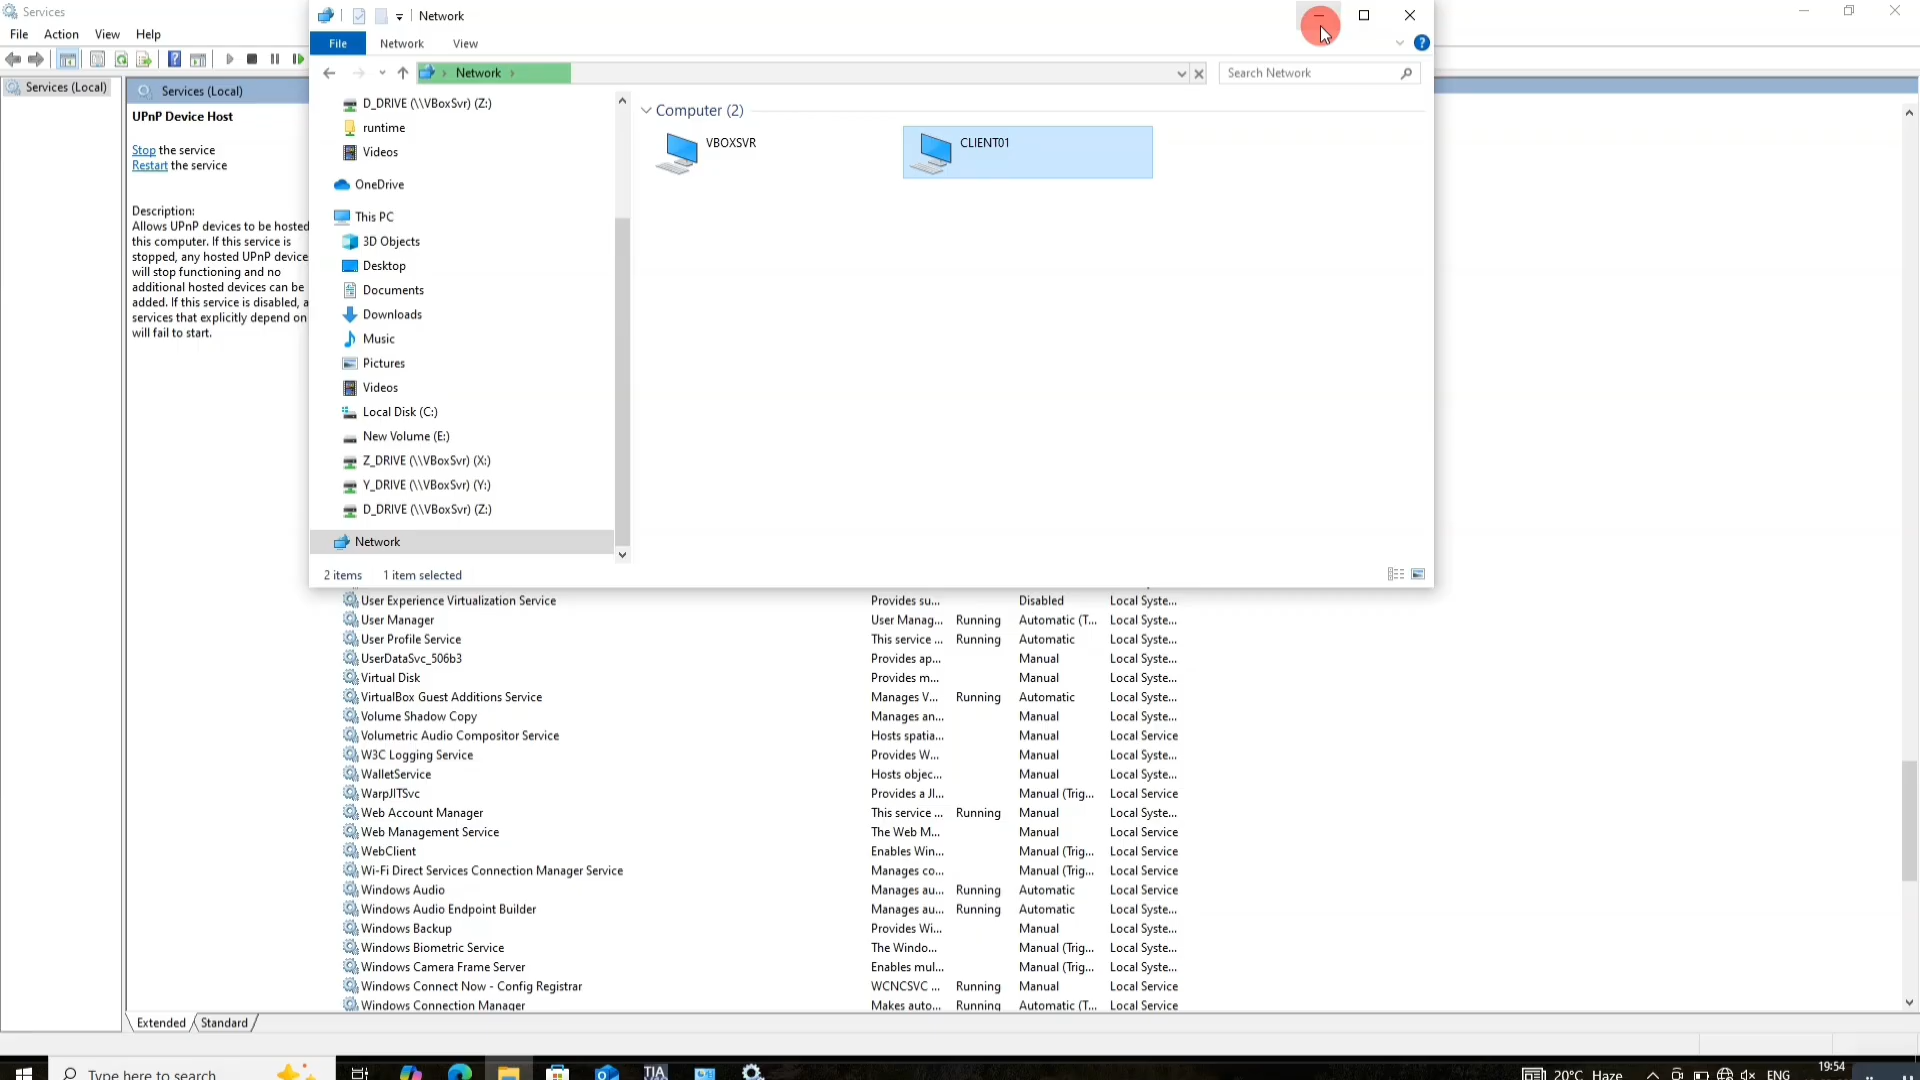 Services
File Action View Help
Services (Local)
Services (Local)
UPnP Device Host
Stop the service
Restart the service
Description:
Allows UPnP devices to be hosted
this computer. If this service is
stopped, any hosted UPnP device
will stop functioning and no
additional hosted devices can be
added. If this service is disabled, a
services that explicitly depend on
will fail to start.
Network
File Network View
Network
Search Network
D_DRIVE (\\VBoxSvr) (Z:)
runtime
Videos
OneDrive
This PC
3D Objects
Desktop
Documents
Downloads
Music
Pictures
Videos
Local Disk (C:)
New Volume (E:)
Z_DRIVE (\\VBoxSvr) (X:)
Y_DRIVE (\\VBoxSvr) (Y:)
D_DRIVE (\\VBoxSvr) (Z:)
Network
Computer (2)
VBOXSVR
CLIENT01
2 items 1 item selected
User Experience Virtualization Service Provides su... Disabled Local Syste...
User Manager User Manag... Running Automatic (T... Local Syste...
User Profile Service This service ... Running Automatic Local Syste...
UserDataSvc_506b3 Provides ap... Manual Local Syste...
Virtual Disk Provides m... Manual Local Syste...
VirtualBox Guest Additions Service Manages V... Running Automatic Local Syste...
Volume Shadow Copy Manages an... Manual Local Syste...
Volumetric Audio Compositor Service Hosts spatia... Manual Local Service
W3C Logging Service Provides W... Manual Local Syste...
WalletService Hosts objec... Manual Local Syste...
WarpJITSvc Provides a JI... Manual (Trig... Local Service
Web Account Manager This service ... Running Manual Local Syste...
Web Management Service The Web M... Manual Local Service
WebClient Enables Win... Manual (Trig... Local Service
Wi-Fi Direct Services Connection Manager Service Manages co... Manual (Trig... Local Service
Windows Audio Manages au... Running Automatic Local Service
Windows Audio Endpoint Builder Manages au... Running Automatic Local Syste...
Windows Backup Provides Wi... Manual Local Syste...
Windows Biometric Service The Windo... Manual (Trig... Local Syste...
Windows Camera Frame Server Enables mul... Manual (Trig... Local Syste...
Windows Connect Now - Config Registrar WCNCSVC ... Running Manual Local Service
Windows Connection Manager Makes auto... Running Automatic (T... Local Service
Extended Standard
Type here to search
TIA
20°C Haze
ENG
19:54